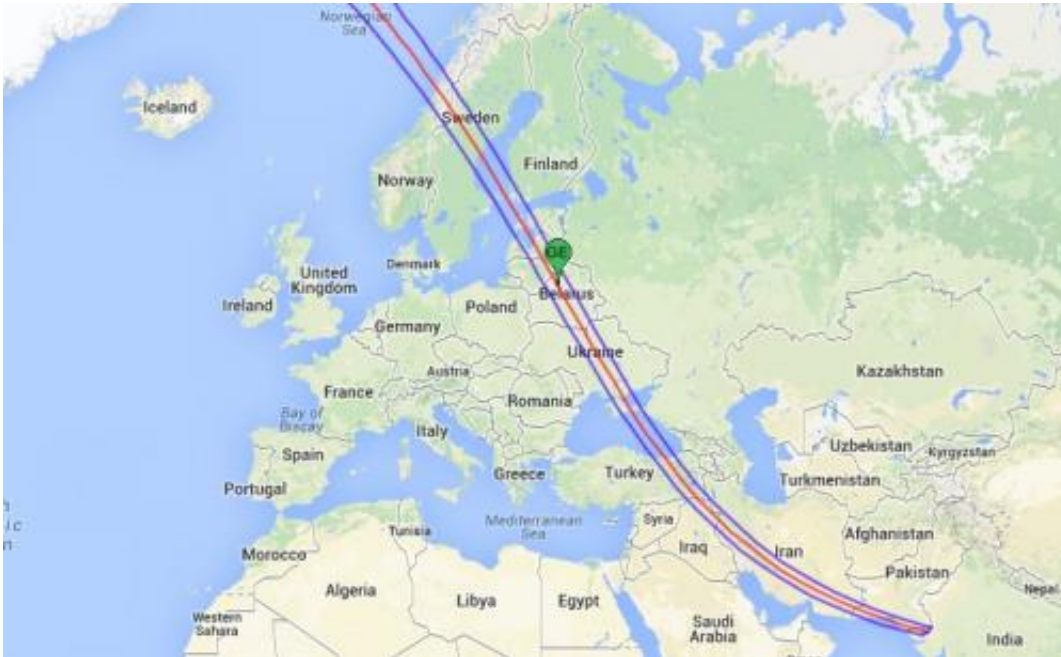 Norwegian
Sea
Iceland
Sweden
Finland
Norway
GE
Denmark
United
Kingdom
Ireland
Belarus
Poland
Germany
Ukraine
Austria
Kazakhstan
France
Romania
Bay of
Biscay
Italy
Uzbekistan
Kyrgyzstan
Spain
Greece
Turkey
Turkmenistan
Portugal
Mediterranean
Sea
Syria
Tunisia
Afghanistan
Morocco
Iraq
Iran
Pakistan
Algeria
Libya
Egypt
Nepal
Western
Sahara
Saudi
Arabia
India